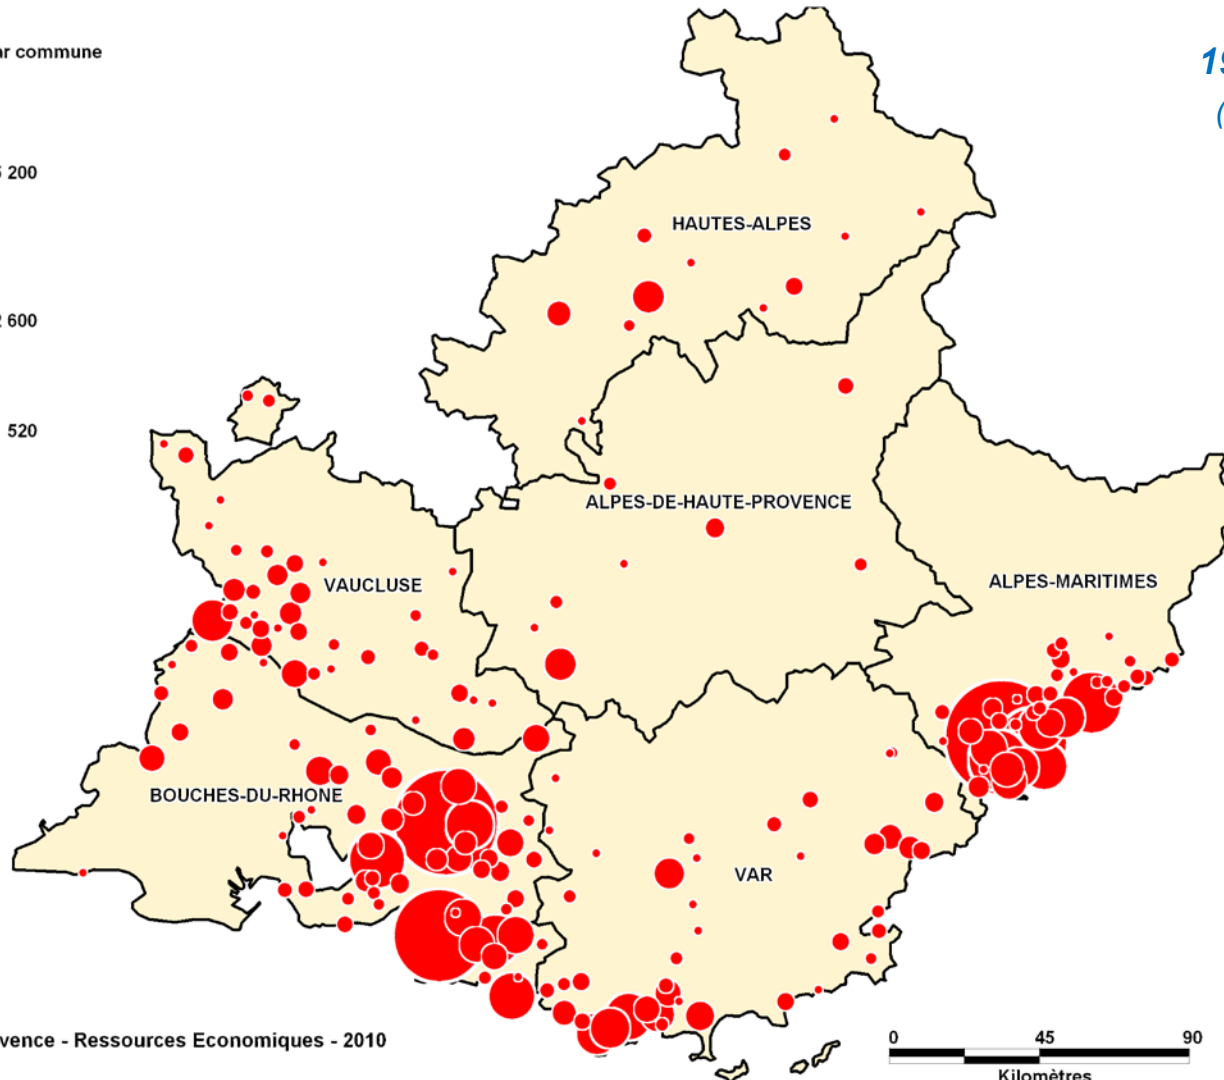 ar commune
19
(
5 200
HAUTES-ALPES
2 600
520
ALPES-DE-HAUTE-PROVENCE
VAUCLUSE
ALPES-MARITIMES
BOUCHES-DU-RHONE
VAR
vence - Ressources Economiques - 2010
0 45 90
Kilomètres